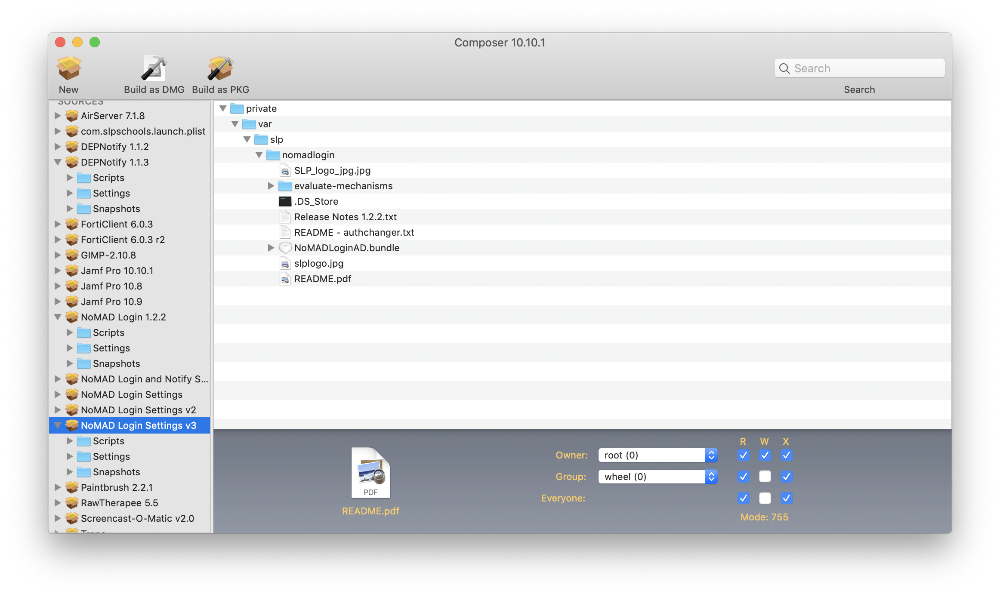 Composer 10.10.1
New
Build as DMG
Build as PKG
Search
Search
SOURCES
AirServer 7.1.8
com.slpschools.launch.plist
DEPNotify 1.1.2
DEPNotify 1.1.3
Scripts
Settings
Snapshots
FortiClient 6.0.3
FortiClient 6.0.3 r2
GIMP-2.10.8
Jamf Pro 10.10.1
Jamf Pro 10.8
Jamf Pro 10.9
NoMAD Login 1.2.2
Scripts
Settings
Snapshots
NoMAD Login and Notify S...
NoMAD Login Settings
NoMAD Login Settings v2
NoMAD Login Settings v3
Scripts
Settings
Snapshots
Paintbrush 2.2.1
RawTherapee 5.5
Screencast-O-Matic v2.0
private
var
slp
nomadlogin
SLP_logo_jpg.jpg
evaluate-mechanisms
.DS_Store
Release Notes 1.2.2.txt
README - authchanger.txt
NoMADLoginAD.bundle
slplogo.jpg
README.pdf
PDF
README.pdf
R W X
Owner: root (0)
Group: wheel (0)
Everyone:
Mode: 755